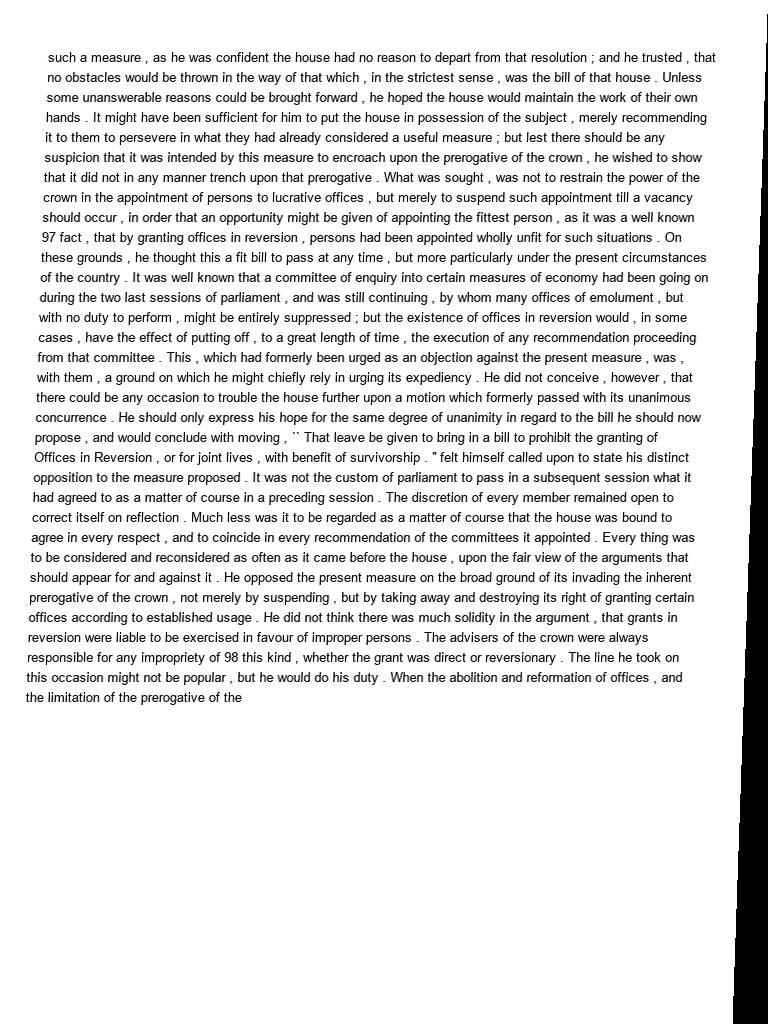 such a measure , as he was confident the house had no reason to depart from that resolution ; and he trusted , that
no obstacles would be thrown in the way of that which , in the strictest sense , was the bill of that house . Unless
some unanswerable reasons could be brought forward , he hoped the house would maintain the work of their own
hands . It might have been sufficient for him to put the house in possession of the subject , merely recommending
it to them to persevere in what they had already considered a useful measure ; but lest there should be any
suspicion that it was intended by this measure to encroach upon the prerogative of the crown , he wished to show
that it did not in any manner trench upon that prerogative . What was sought , was not to restrain the power of the
crown in the appointment of persons to lucrative offices , but merely to suspend such appointment till a vacancy
should occur , in order that an opportunity might be given of appointing the fittest person , as it was a well known
97 fact , that by granting offices in reversion , persons had been appointed wholly unfit for such situations . On
these grounds , he thought this a fit bill to pass at any time , but more particularly under the present circumstances
of the country . It was well known that a committee of enquiry into certain measures of economy had been going on
during the two last sessions of parliament , and was still continuing , by whom many offices of emolument , but
with no duty to perform , might be entirely suppressed ; but the existence of offices in reversion would , in some
cases , have the effect of putting off , to a great length of time , the execution of any recommendation proceeding
from that committee . This , which had formerly been urged as an objection against the present measure , was ,
with them , a ground on which he might chiefly rely in urging its expediency . He did not conceive , however , that
there could be any occasion to trouble the house further upon a motion which formerly passed with its unanimous
concurrence . He should only express his hope for the same degree of unanimity in regard to the bill he should now
propose , and would conclude with moving , `` That leave be given to bring in a bill to prohibit the granting of
Offices in Reversion , or for joint lives , with benefit of survivorship . " felt himself called upon to state his distinct
opposition to the measure proposed . It was not the custom of parliament to pass in a subsequent session what it
had agreed to as a matter of course in a preceding session . The discretion of every member remained open to
correct itself on reflection . Much less was it to be regarded as a matter of course that the house was bound to
agree in every respect , and to coincide in every recommendation of the committees it appointed . Every thing was
to be considered and reconsidered as often as it came before the house , upon the fair view of the arguments that
should appear for and against it . He opposed the present measure on the broad ground of its invading the inherent
prerogative of the crown , not merely by suspending , but by taking away and destroying its right of granting certain
offices according to established usage . He did not think there was much solidity in the argument , that grants in
reversion were liable to be exercised in favour of improper persons . The advisers of the crown were always
responsible for any impropriety of 98 this kind , whether the grant was direct or reversionary . The line he took on
this occasion might not be popular , but he would do his duty . When the abolition and reformation of offices , and
the limitation of the prerogative of the